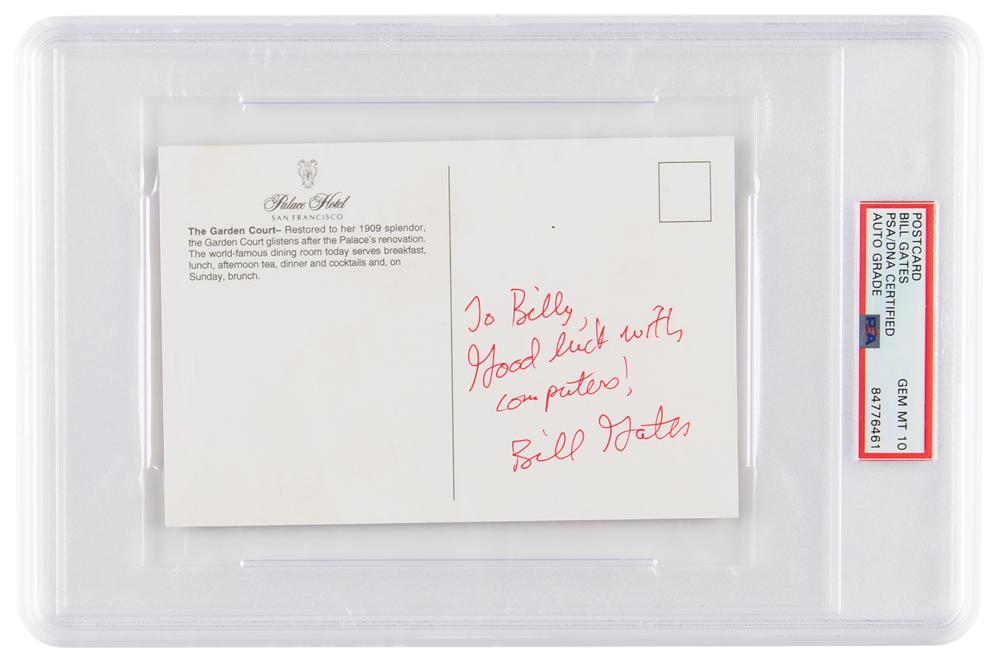 Palace Hotel
SAN FRANCISCO
The Garden Court– Restored to her 1909 splendor,
the Garden Court glistens after the Palace's renovation.
The world-famous dining room today serves breakfast,
lunch, afternoon tea, dinner and cocktails and, on
Sunday, brunch.
To Billy,
Good luck with
computers!
Bill Gates
POSTCARD
BILL GATES
PSA/DNA CERTIFIED
AUTO GRADE
GEM MT 10
84776461
PSA